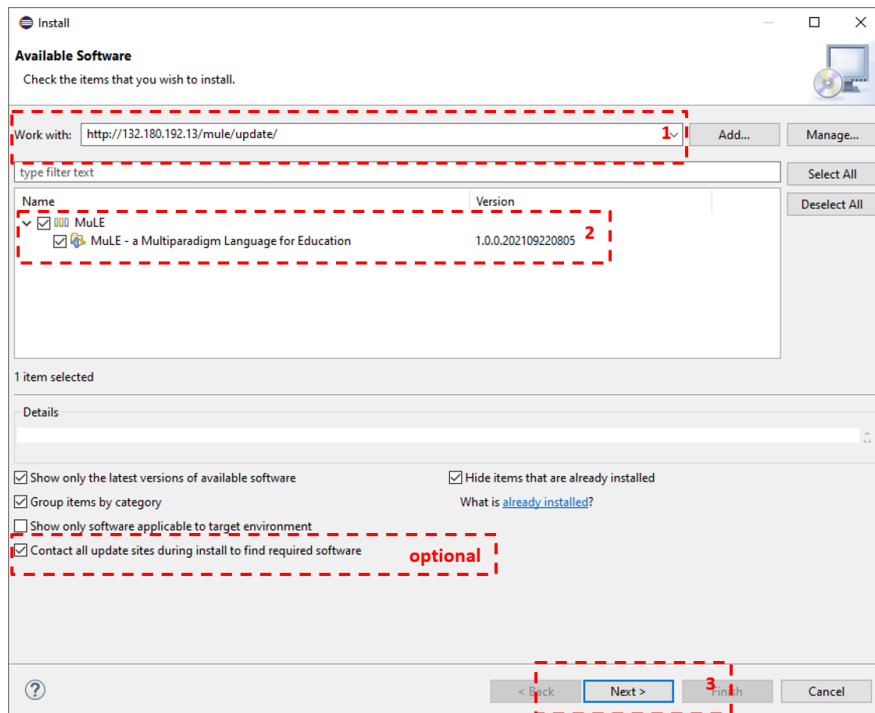 Install
Available Software
Check the items that you wish to install.
Work with: http://132.180.192.13/mule/update/ 1 Add... Manage...
type filter text Select All
Name Version Deselect All
MuLE
MuLE - a Multiparadigm Language for Education 1.0.0.202109220805 2
1 item selected
Details
Show only the latest versions of available software Hide items that are already installed
Group items by category What is already installed?
Show only software applicable to target environment
Contact all update sites during install to find required software optional
? < Back Next > 3 Finish Cancel